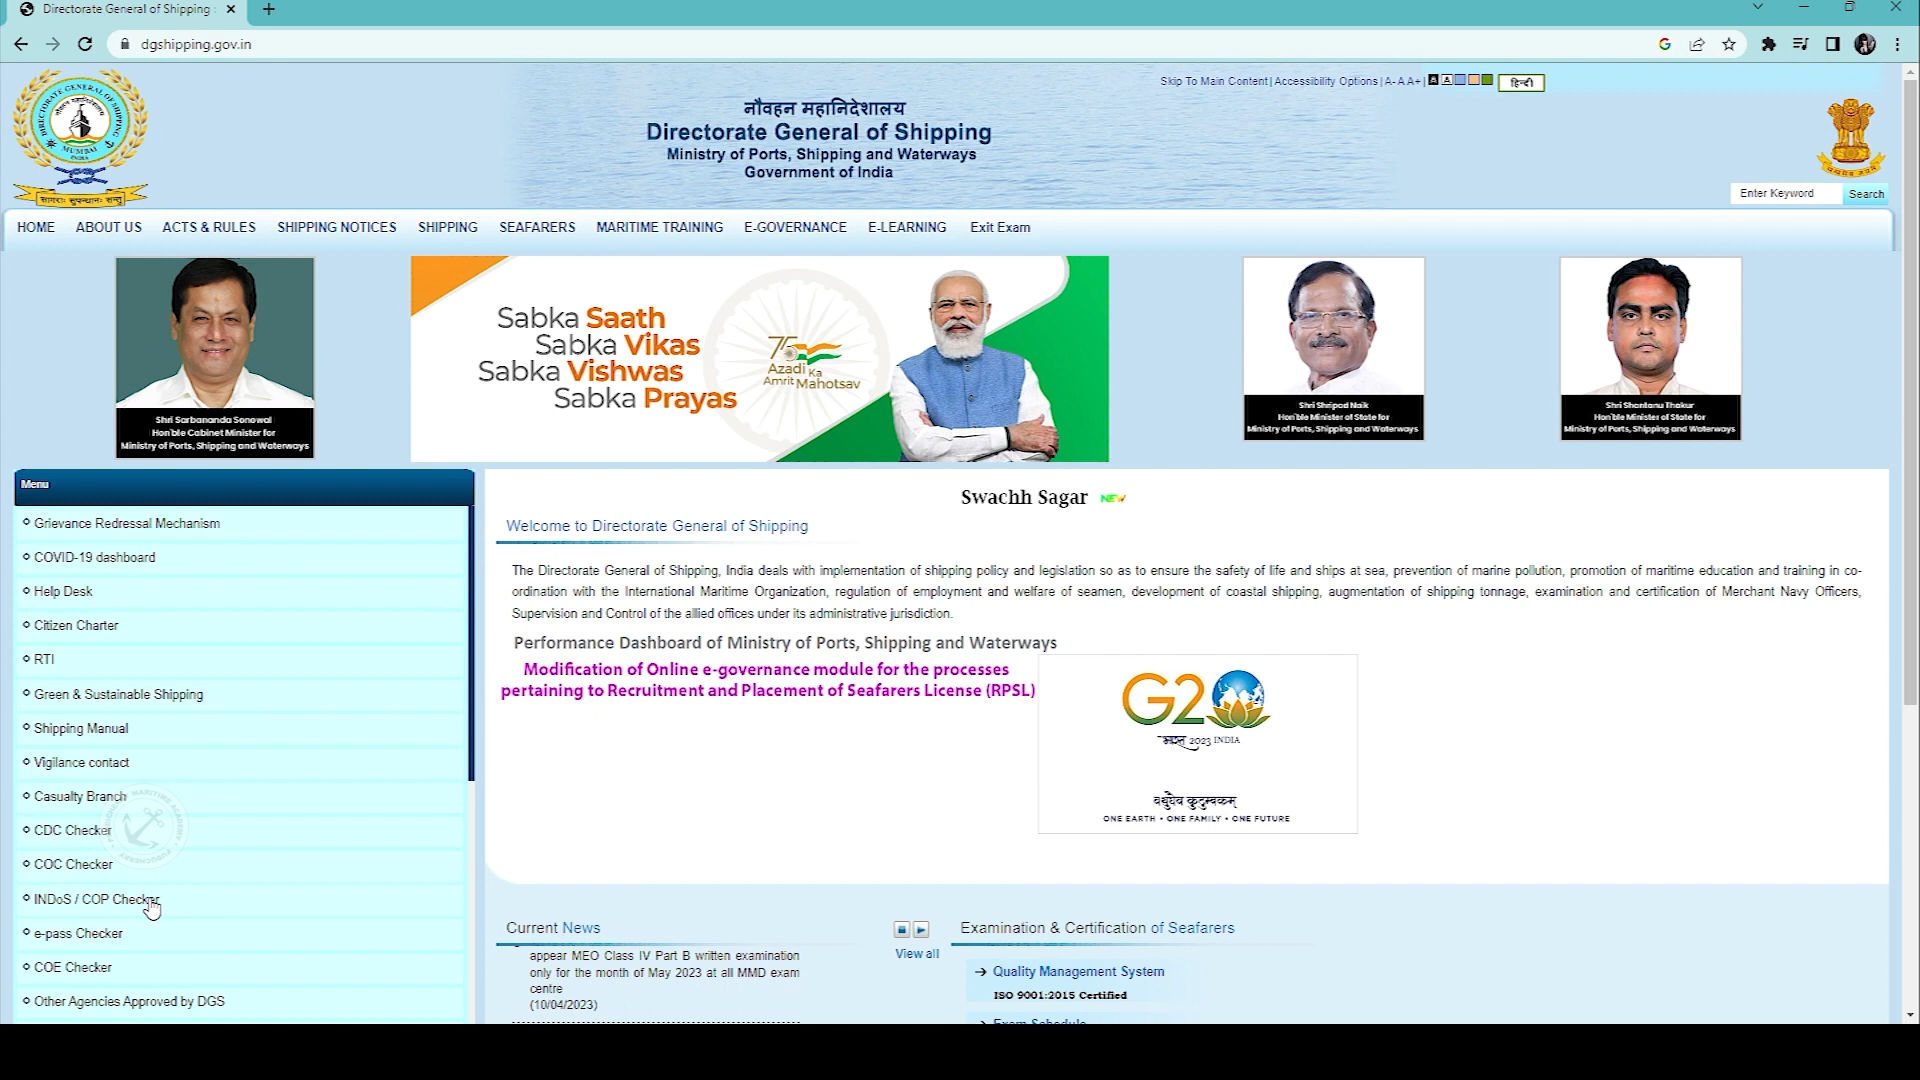 Directorate General of Shipping
dgshipping.gov.in
Skip To Main Content | Accessibility Options | A- A A+ | A A हिन्दी
DIRECTORATE GENERAL OF SHIPPING
MUMBAI
INDIA
नौवहन महानिदेशालय
Directorate General of Shipping
Ministry of Ports, Shipping and Waterways
Government of India
Enter Keyword Search
HOME ABOUT US ACTS & RULES SHIPPING NOTICES SHIPPING SEAFARERS MARITIME TRAINING E-GOVERNANCE E-LEARNING Exit Exam
Sabka Saath
Sabka Vikas
Sabka Vishwas
Sabka Prayas
75
Azadi Ka
Amrit Mahotsav
Shri Sarbananda Sonowal
Hon'ble Cabinet Minister for
Ministry of Ports, Shipping and Waterways
Shri Shripad Naik
Hon'ble Minister of State for
Ministry of Ports, Shipping and Waterways
Shri Shantanu Thakur
Hon'ble Minister of State for
Ministry of Ports, Shipping and Waterways
Menu
Grievance Redressal Mechanism
COVID-19 dashboard
Help Desk
Citizen Charter
RTI
Green & Sustainable Shipping
Shipping Manual
Vigilance contact
Casualty Branch
CDC Checker
COC Checker
INDoS / COP Checker
e-pass Checker
COE Checker
Other Agencies Approved by DGS
Swachh Sagar NEW
Welcome to Directorate General of Shipping
The Directorate General of Shipping, India deals with implementation of shipping policy and legislation so as to ensure the safety of life and ships at sea, prevention of marine pollution, promotion of maritime education and training in co-
ordination with the International Maritime Organization, regulation of employment and welfare of seamen, development of coastal shipping, augmentation of shipping tonnage, examination and certification of Merchant Navy Officers,
Supervision and Control of the allied offices under its administrative jurisdiction.
Performance Dashboard of Ministry of Ports, Shipping and Waterways
Modification of Online e-governance module for the processes
pertaining to Recruitment and Placement of Seafarers License (RPSL)
G20
भारत 2023 INDIA
वसुधैव कुटुम्बकम्
ONE EARTH • ONE FAMILY • ONE FUTURE
Current News
View all
appear MEO Class IV Part B written examination
only for the month of May 2023 at all MMD exam
centre
(10/04/2023)
Examination & Certification of Seafarers
Quality Management System
ISO 9001:2015 Certified
Exam Schedule